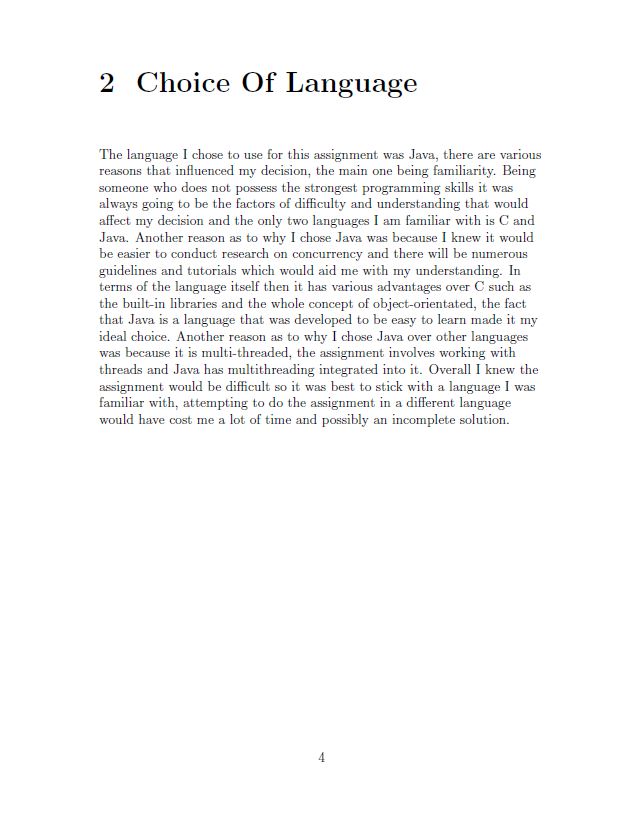 2 Choice Of Language
The language I chose to use for this assignment was Java, there are various
reasons that influenced my decision, the main one being familiarity. Being
someone who does not possess the strongest programming skills it was
always going to be the factors of difficulty and understanding that would
affect my decision and the only two languages I am familiar with is C and
Java. Another reason as to why I chose Java was because I knew it would
be easier to conduct research on concurrency and there will be numerous
guidelines and tutorials which would aid me with my understanding. In
terms of the language itself then it has various advantages over C such as
the built-in libraries and the whole concept of object-orientated, the fact
that Java is a language that was developed to be easy to learn made it my
ideal choice. Another reason as to why I chose Java over other languages
was because it is multi-threaded, the assignment involves working with
threads and Java has multithreading integrated into it. Overall I knew the
assignment would be difficult so it was best to stick with a language I was
familiar with, attempting to do the assignment in a different language
would have cost me a lot of time and possibly an incomplete solution.
4